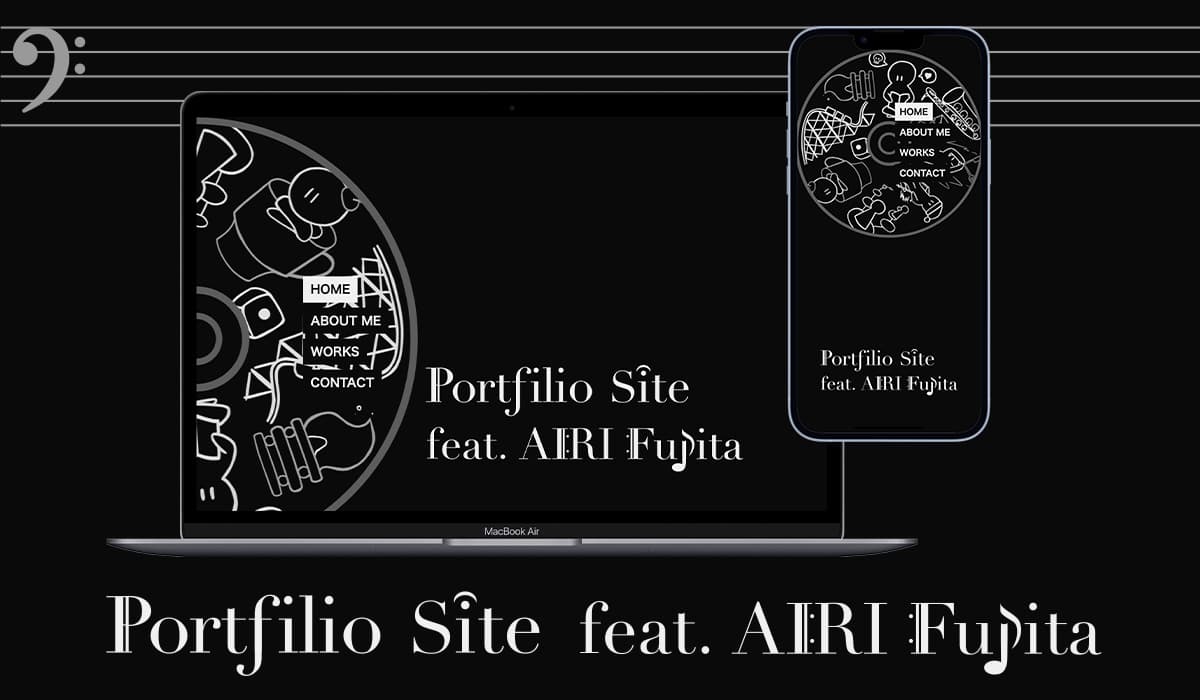 HOME
ABOUT ME
WORKS
CONTACT
Portfilio Site
feat. AIRI Fujita
MacBook Air
HOME
ABOUT ME
WORKS
CONTACT
Portfilio Site
feat. AIRI Fujita
Portfilio Site feat. AIRI Fujita